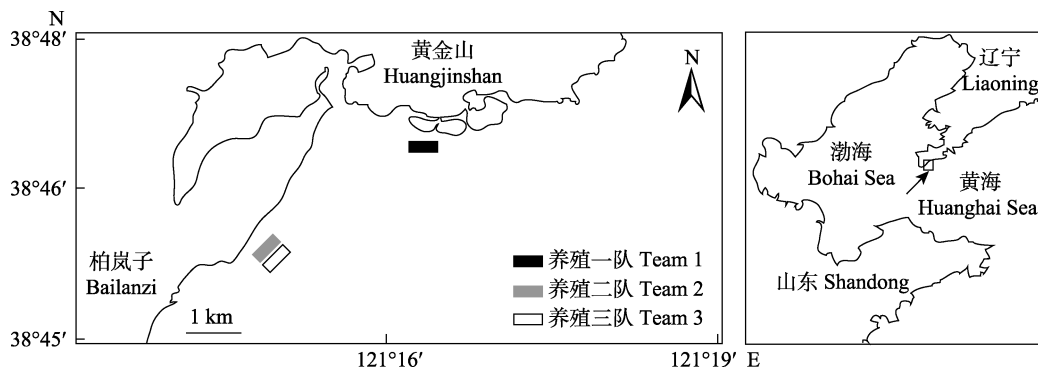 N
38°48′
38°46′
38°45′
黄金山
Huangjinshan
N
柏岚子
Bailanzi
1 km
养殖一队 Team 1
养殖二队 Team 2
养殖三队 Team 3
121°16′
121°19′
E
辽宁
Liaoning
渤海
Bohai Sea
黄海
Huanghai Sea
山东 Shandong